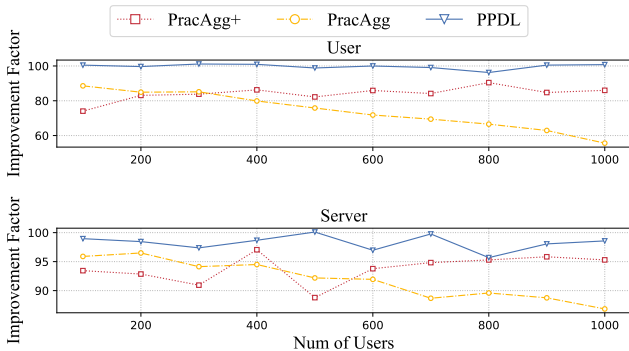 PracAgg+ PracAgg PPDL
User
Improvement Factor
100
80
60
200 400 600 800 1000
Server
Improvement Factor
100
95
90
200 400 600 800 1000
Num of Users